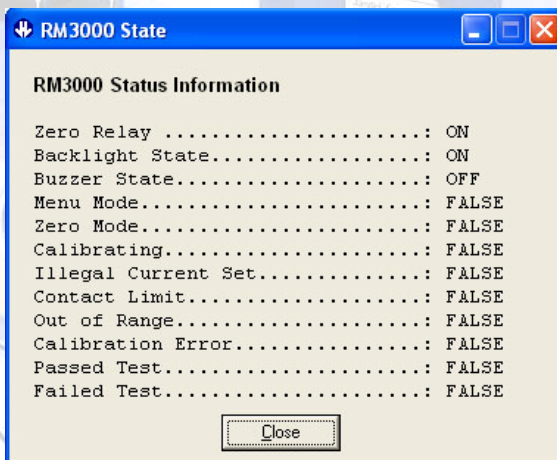 RM3000 State
RM3000 Status Information
Zero Relay ......................: ON
Backlight State..................: ON
Buzzer State.....................: OFF
Menu Mode........................: FALSE
Zero Mode........................: FALSE
Calibrating......................: FALSE
Illegal Current Set..............: FALSE
Contact Limit....................: FALSE
Out of Range.....................: FALSE
Calibration Error................: FALSE
Passed Test......................: FALSE
Failed Test......................: FALSE
Close